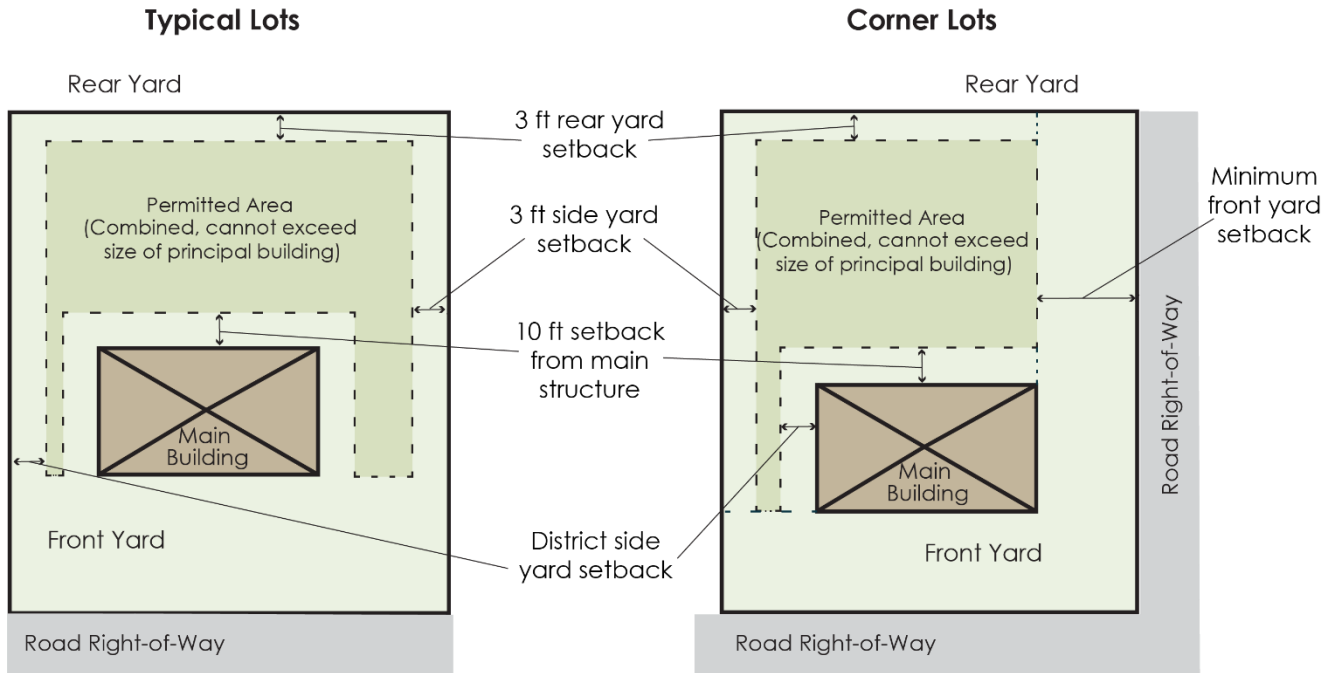 Typical Lots
Corner Lots
Rear Yard
Rear Yard
3 ft rear yard
setback
Permitted Area
(Combined, cannot exceed
size of principal building)
3 ft side yard
setback
Permitted Area
(Combined, cannot exceed
size of principal building)
Minimum
front yard
setback
10 ft setback
from main
structure
Main
Building
Main
Building
Road Right-of-Way
Front Yard
District side
yard setback
Front Yard
Road Right-of-Way
Road Right-of-Way